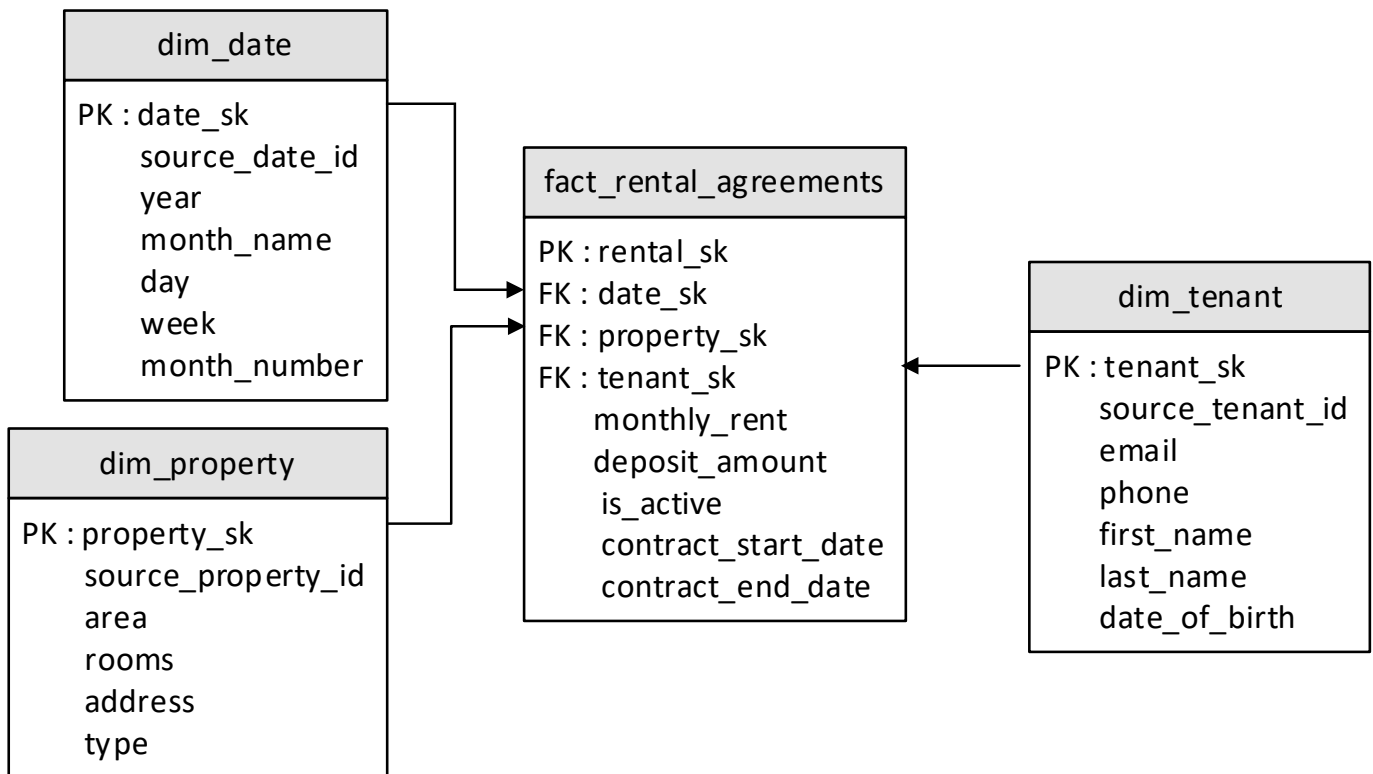 dim_date
PK : date_sk
source_date_id
year
month_name
day
week
month_number
dim_property
PK : property_sk
source_property_id
area
rooms
address
type
fact_rental_agreements
PK : rental_sk
FK : date_sk
FK : property_sk
FK : tenant_sk
monthly_rent
deposit_amount
is_active
contract_start_date
contract_end_date
dim_tenant
PK : tenant_sk
source_tenant_id
email
phone
first_name
last_name
date_of_birth